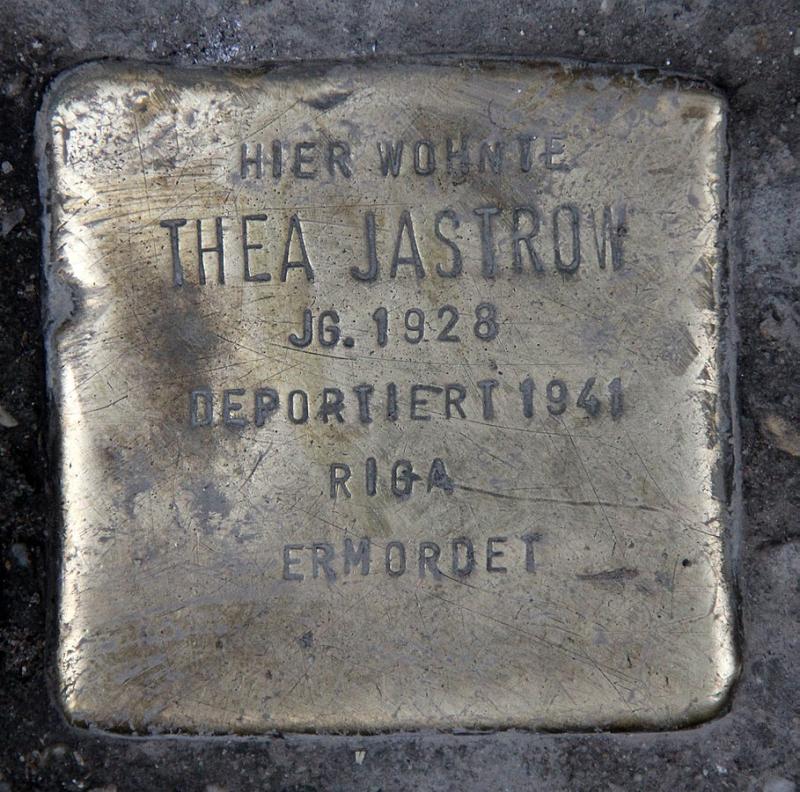 HIER WOHNTE
THEA JASTROW
JG. 1928
DEPORTIERT 1941
RIGA
ERMORDET